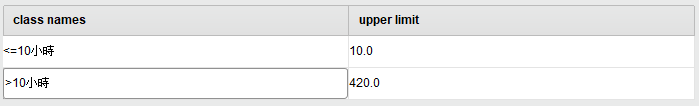 class names upper limit
<=10小時 10.0
>10小時 420.0